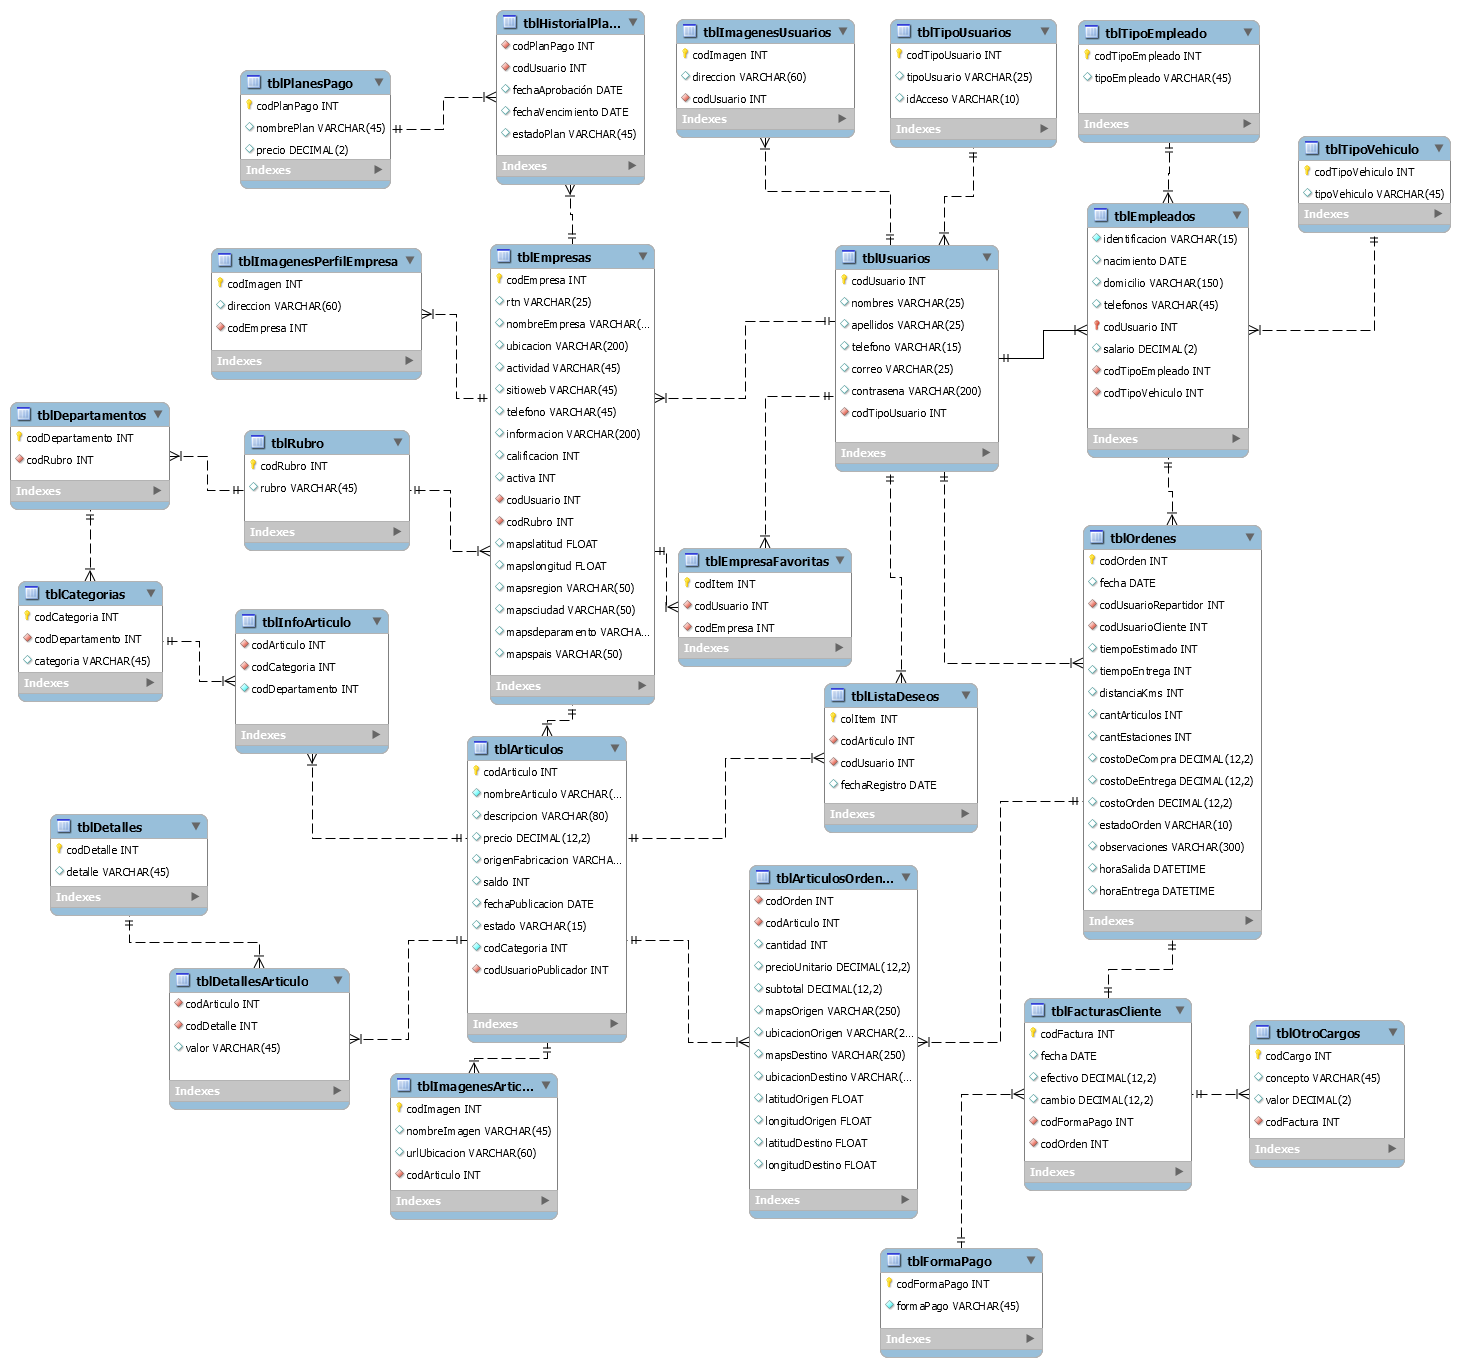 tblHistorialPla...
codPlanPago INT
codUsuario INT
fechaAprobación DATE
fechaVencimiento DATE
estadoPlan VARCHAR(45)
Indexes
tblImagenesUsuarios
codImagen INT
direccion VARCHAR(60)
codUsuario INT
Indexes
tblTipoUsuarios
codTipoUsuario INT
tipoUsuario VARCHAR(25)
idAcceso VARCHAR(10)
Indexes
tblTipoEmpleado
codTipoEmpleado INT
tipoEmpleado VARCHAR(45)
Indexes
tblPlanesPago
codPlanPago INT
nombrePlan VARCHAR(45)
precio DECIMAL(2)
Indexes
tblTipoVehiculo
codTipoVehiculo INT
tipoVehiculo VARCHAR(45)
Indexes
tblEmpleados
identificacion VARCHAR(15)
nacimiento DATE
domicilio VARCHAR(150)
telefonos VARCHAR(45)
codUsuario INT
salario DECIMAL(2)
codTipoEmpleado INT
codTipoVehiculo INT
Indexes
tblImagenesPerfilEmpresa
codImagen INT
direccion VARCHAR(60)
codEmpresa INT
Indexes
tblEmpresas
codEmpresa INT
rtn VARCHAR(25)
nombreEmpresa VARCHAR(...
ubicacion VARCHAR(200)
actividad VARCHAR(45)
sitioweb VARCHAR(45)
telefono VARCHAR(45)
informacion VARCHAR(200)
calificacion INT
activa INT
codUsuario INT
codRubro INT
mapslatitud FLOAT
mapslongitud FLOAT
mapsregion VARCHAR(50)
mapsciudad VARCHAR(50)
mapsdeparamento VARCHA...
mapspais VARCHAR(50)
Indexes
tblUsuarios
codUsuario INT
nombres VARCHAR(25)
apellidos VARCHAR(25)
telefono VARCHAR(15)
correo VARCHAR(25)
contrasena VARCHAR(200)
codTipoUsuario INT
Indexes
tblDepartamentos
codDepartamento INT
codRubro INT
Indexes
tblRubro
codRubro INT
rubro VARCHAR(45)
Indexes
tblOrdenes
codOrden INT
fecha DATE
codUsuarioRepartidor INT
codUsuarioCliente INT
tiempoEstimado INT
tiempoEntrega INT
distanciaKms INT
cantArticulos INT
cantEstaciones INT
costoDeCompra DECIMAL(12,2)
costoDeEntrega DECIMAL(12,2)
costoOrden DECIMAL(12,2)
estadoOrden VARCHAR(10)
observaciones VARCHAR(300)
horaSalida DATETIME
horaEntrega DATETIME
Indexes
tblEmpresaFavoritas
codItem INT
codUsuario INT
codEmpresa INT
Indexes
tblCategorias
codCategoria INT
codDepartamento INT
categoria VARCHAR(45)
Indexes
tblInfoArticulo
codArticulo INT
codCategoria INT
codDepartamento INT
Indexes
tblListaDeseos
colItem INT
codArticulo INT
codUsuario INT
fechaRegistro DATE
Indexes
tblArticulos
codArticulo INT
nombreArticulo VARCHAR(...
descripcion VARCHAR(80)
precio DECIMAL(12,2)
origenFabricacion VARCHA...
saldo INT
fechaPublicacion DATE
estado VARCHAR(15)
codCategoria INT
codUsuarioPublicador INT
Indexes
tblDetalles
codDetalle INT
detalle VARCHAR(45)
Indexes
tblArticulosOrden...
codOrden INT
codArticulo INT
cantidad INT
precioUnitario DECIMAL(12,2)
subtotal DECIMAL(12,2)
mapsOrigen VARCHAR(250)
ubicacionOrigen VARCHAR(2...
mapsDestino VARCHAR(250)
ubicacionDestino VARCHAR(...
latitudOrigen FLOAT
longitudOrigen FLOAT
latitudDestino FLOAT
longitudDestino FLOAT
Indexes
tblDetallesArticulo
codArticulo INT
codDetalle INT
valor VARCHAR(45)
Indexes
tblFacturasCliente
codFactura INT
fecha DATE
efectivo DECIMAL(12,2)
cambio DECIMAL(12,2)
codFormaPago INT
codOrden INT
Indexes
tblOtroCargos
codCargo INT
concepto VARCHAR(45)
valor DECIMAL(2)
codFactura INT
Indexes
tblImagenesArtic...
codImagen INT
nombreImagen VARCHAR(45)
urlUbicacion VARCHAR(60)
codArticulo INT
Indexes
tblFormaPago
codFormaPago INT
formaPago VARCHAR(45)
Indexes